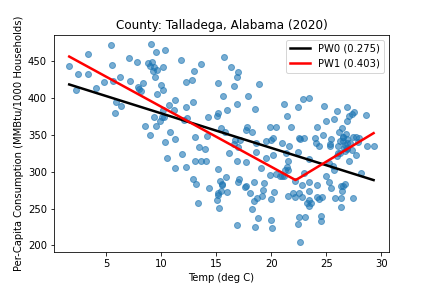 County: Talladega, Alabama (2020)
PW0 (0.275)
PW1 (0.403)
Per-Capita Consumption (MMBtu/1000 Households)
450
400
350
300
250
200
5 10 15 20 25 30
Temp (deg C)